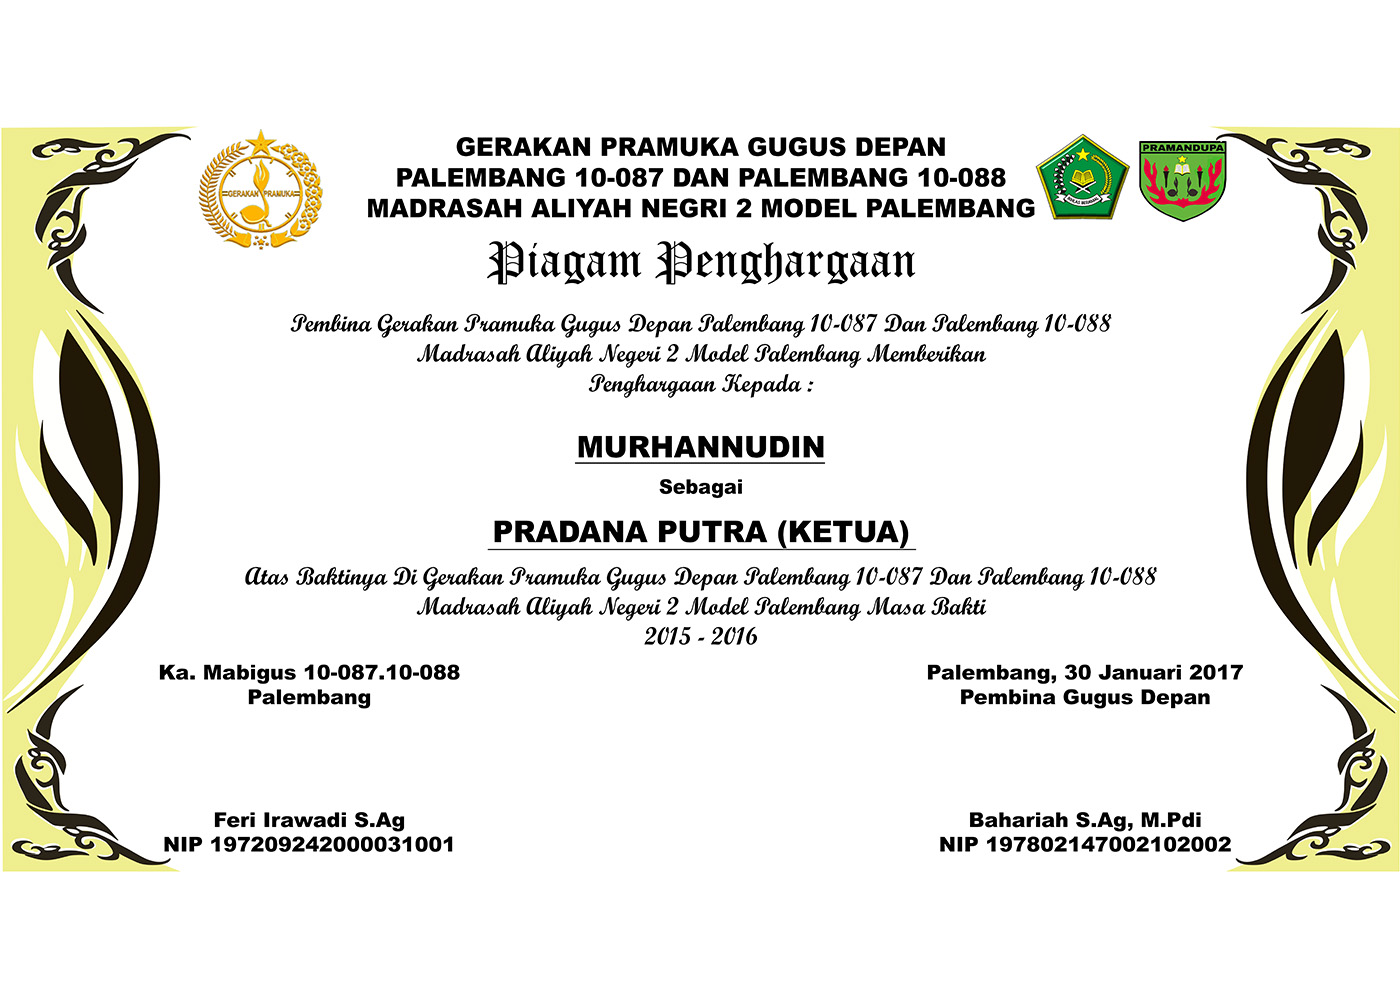 GERAKAN PRAMUKA GUGUS DEPAN
PALEMBANG 10-087 DAN PALEMBANG 10-088
MADRASAH ALIYAH NEGRI 2 MODEL PALEMBANG
GERAKAN PRAMUKA
IKHLAS BERAMAL
PRAMANDUPA
Piagam Penghargaan
Pembina Gerakan Pramuka Gugus Depan Palembang 10-087 Dan Palembang 10-088
Madrasah Aliyah Negeri 2 Model Palembang Memberikan
Penghargaan Kepada :
MURHANNUDIN
Sebagai
PRADANA PUTRA (KETUA)
Atas Baktinya Di Gerakan Pramuka Gugus Depan Palembang 10-087 Dan Palembang 10-088
Madrasah Aliyah Negeri 2 Model Palembang Masa Bakti
2015 - 2016
Ka. Mabigus 10-087.10-088
Palembang
Palembang, 30 Januari 2017
Pembina Gugus Depan
Feri Irawadi S.Ag
NIP 197209242000031001
Bahariah S.Ag, M.Pdi
NIP 197802147002102002